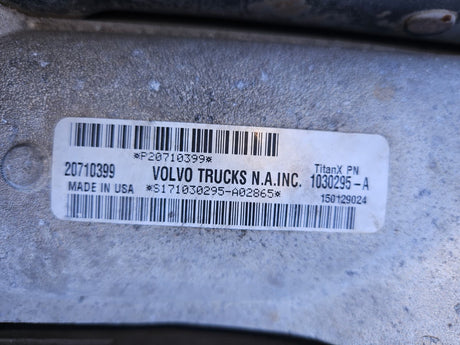 *P20710399*
20710399 VOLVO TRUCKS N.A.INC. TitanX PN
1030295-A
MADE IN USA *S171030295-A02865* 150129024